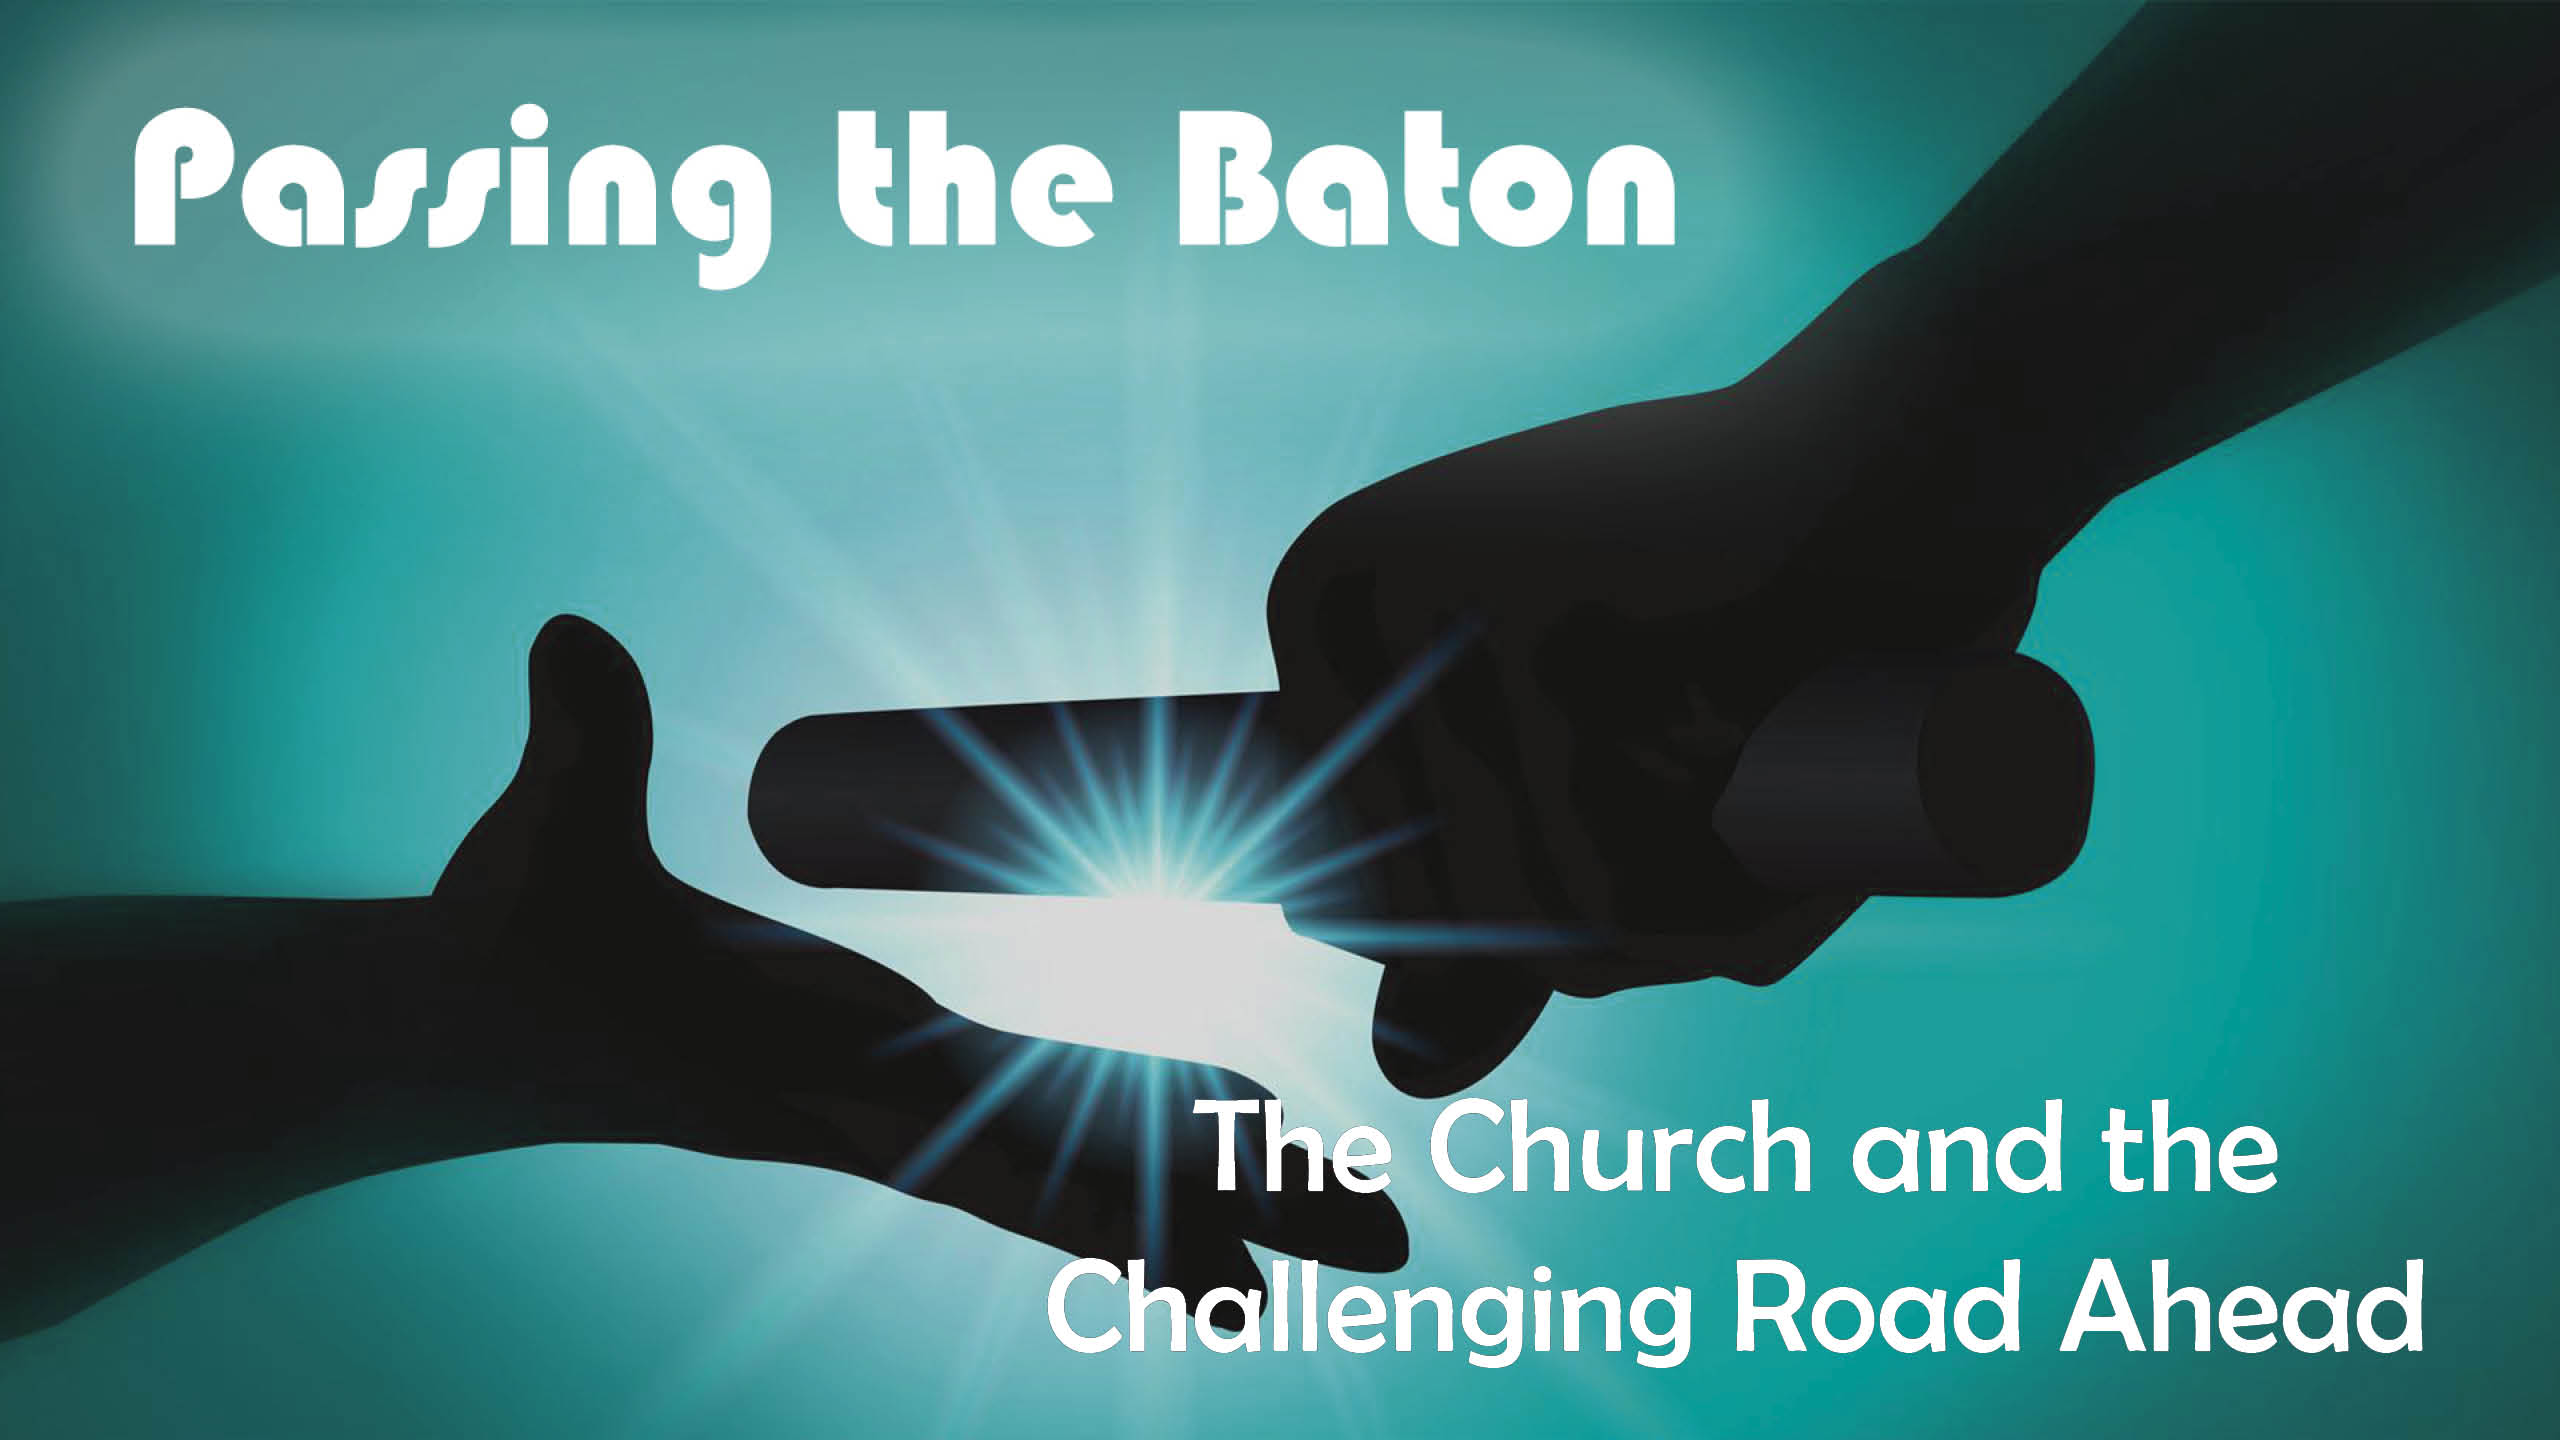 Passing the Baton
The Church and the
Challenging Road Ahead